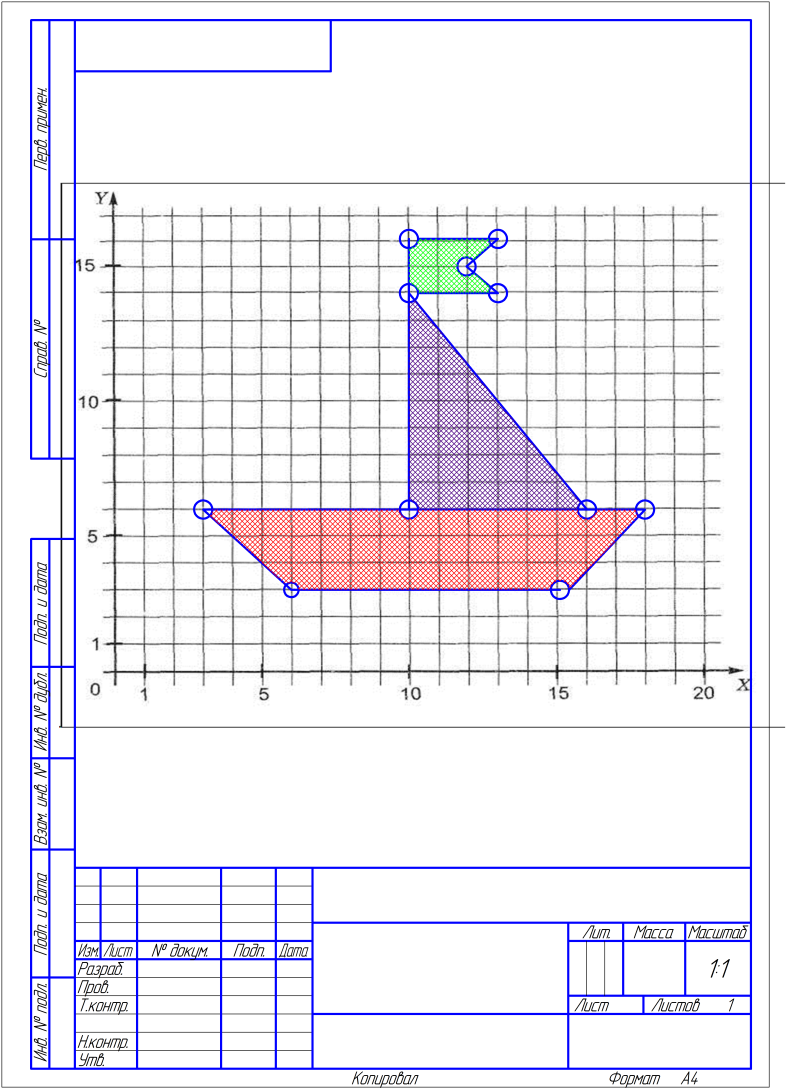 Перв. примен.
Справ. №
Подп. и дата
Инв. № дубл.
Взам. инв. №
Подп. и дата
Инв. № подл.
Y
15
10
5
1
0
1
5
10
15
20
X
Изм.
Лист
№ докум.
Подп.
Дата
Разраб.
Пров.
Т.контр.
Н.контр.
Утв.
Лит.
Масса
Масштаб
1:1
Лист
Листов 1
Копировал
Формат А4